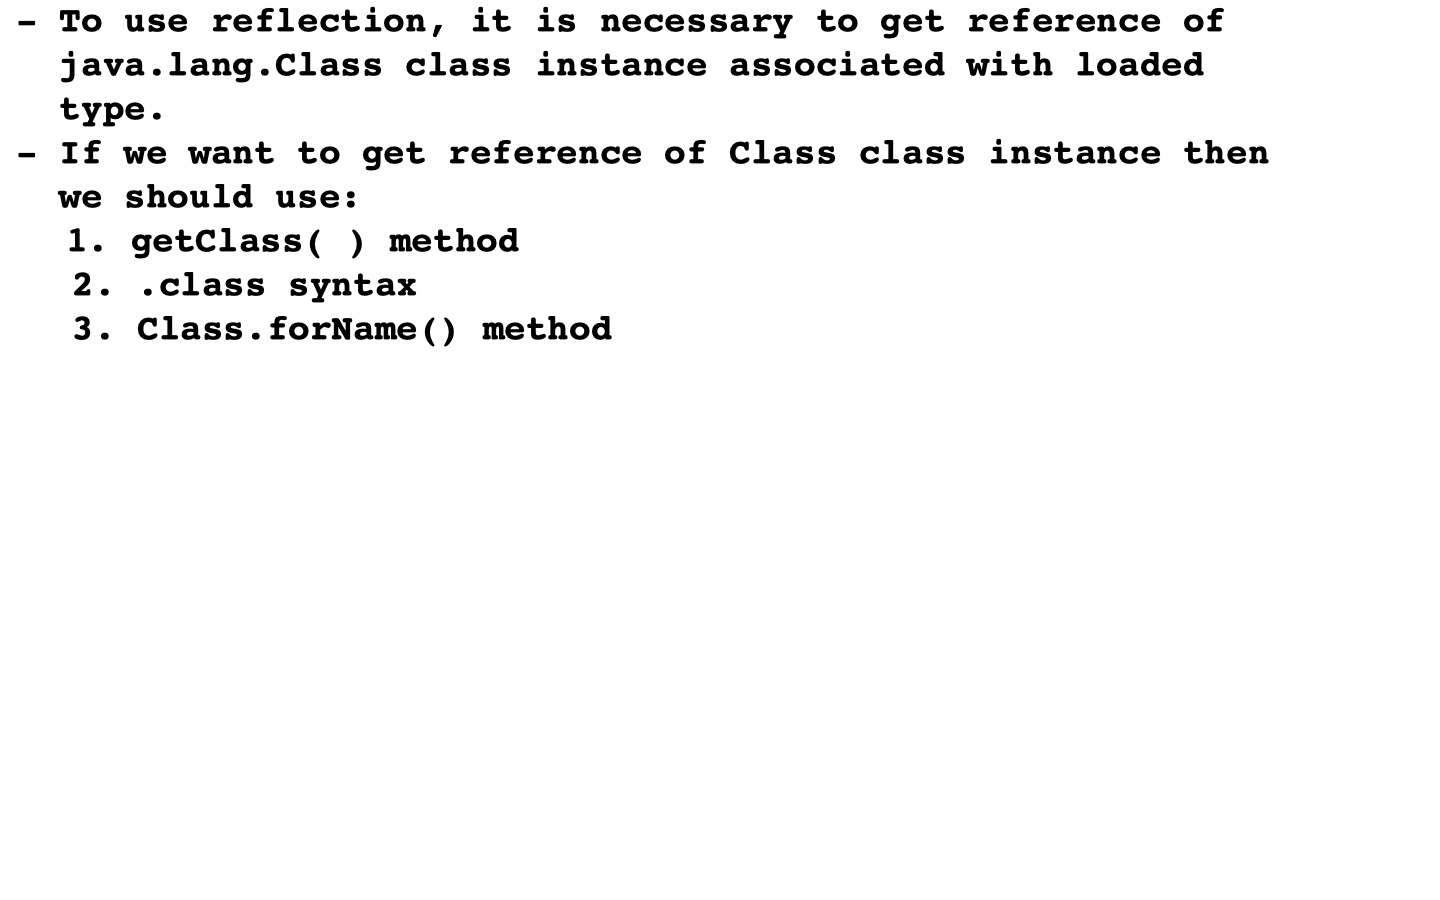 - To use reflection, it is necessary to get reference of
java.lang.Class class instance associated with loaded
type.
- If we want to get reference of Class class instance then
we should use:
1. getClass( ) method
2. .class syntax
3. Class.forName() method